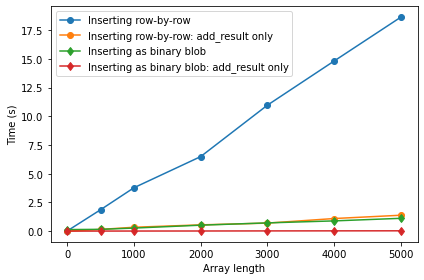 Inserting row-by-row
Inserting row-by-row: add_result only
Inserting as binary blob
Inserting as binary blob: add_result only
Time (s)
17.5
15.0
12.5
10.0
7.5
5.0
2.5
0.0
0 1000 2000 3000 4000 5000
Array length